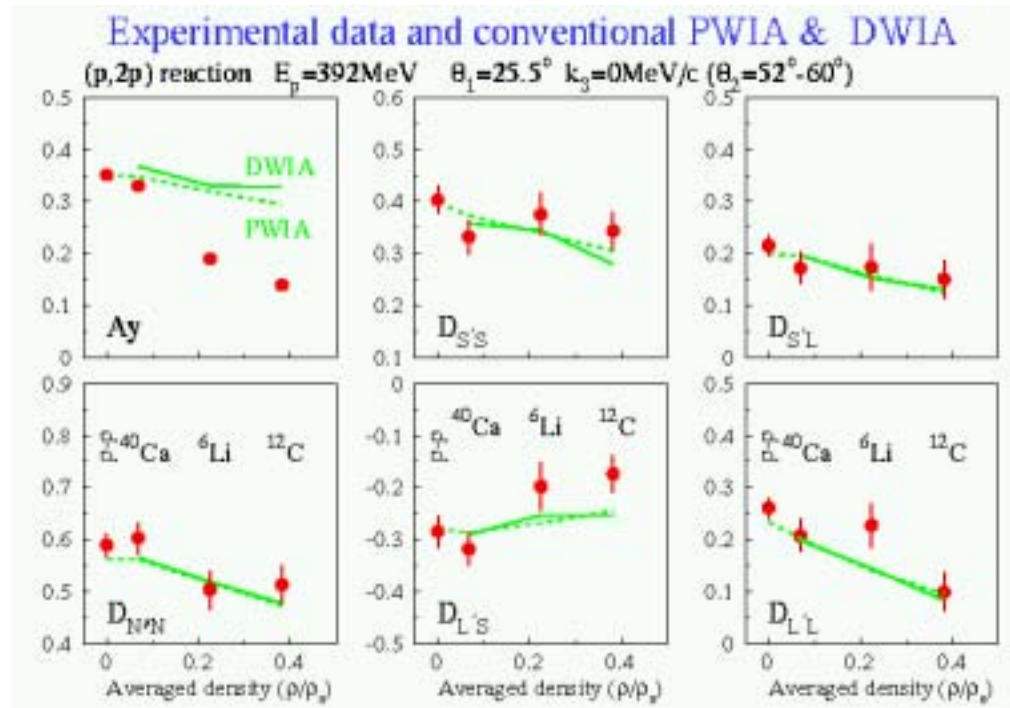 Experimental data and conventional PWIA & DWIA
(p,2p) reaction E_p=392MeV θ_1=25.5° k_3=0MeV/c (θ_2=52°-60°)
0.5 0.4 0.3 0.2 0.1 0
DWIA
PWIA
Ay
0.5 0.4 0.3 0.2 0.1
D_S'S
0.5 0.4 0.3 0.2 0.1 0
D_S'L
0.9 0.8 0.7 0.6 0.5 0.4
p-p ⁴⁰Ca ⁶Li ¹²C
D_N'N
0 -0.1 -0.2 -0.3 -0.4 -0.5
p-p ⁴⁰Ca ⁶Li ¹²C
D_L'S
0.5 0.4 0.3 0.2 0.1 0
p-p ⁴⁰Ca ⁶Li ¹²C
D_L'L
0 0.2 0.4
0 0.2 0.4
0 0.2 0.4
Averaged density (ρ/ρ_0)
Averaged density (ρ/ρ_0)
Averaged density (ρ/ρ_0)